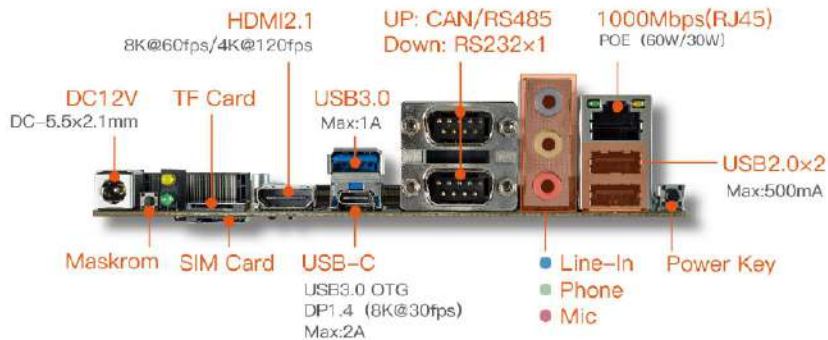 HDMI2.1
8K@60fps/4K@120fps
UP: CAN/RS485
Down: RS232×1
1000Mbps(RJ45)
POE (60W/30W)
DC12V
DC-5.5×2.1mm
TF Card
USB3.0
Max:1A
USB2.0×2
Max:500mA
Maskrom
SIM Card
USB-C
USB3.0 OTG
DP1.4 (8K@30fps)
Max:2A
Line-In
Phone
Mic
Power Key